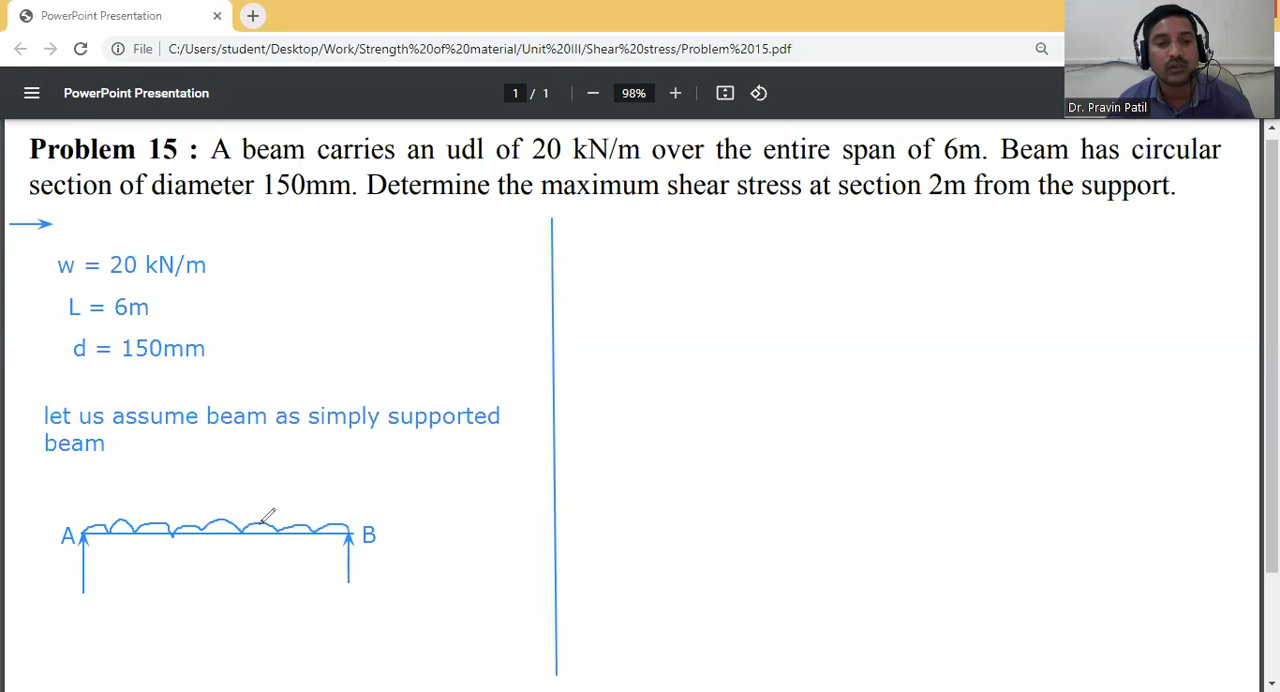 PowerPoint Presentation
File
C:/Users/student/Desktop/Work/Strength%20of%20material/Unit%20III/Shear%20stress/Problem%2015.pdf
PowerPoint Presentation
1 / 1
98%
Dr. Pravin Patil
Problem 15 : A beam carries an udl of 20 kN/m over the entire span of 6m. Beam has circular
section of diameter 150mm. Determine the maximum shear stress at section 2m from the support.
w = 20 kN/m
L = 6m
d = 150mm
let us assume beam as simply supported
beam
A B